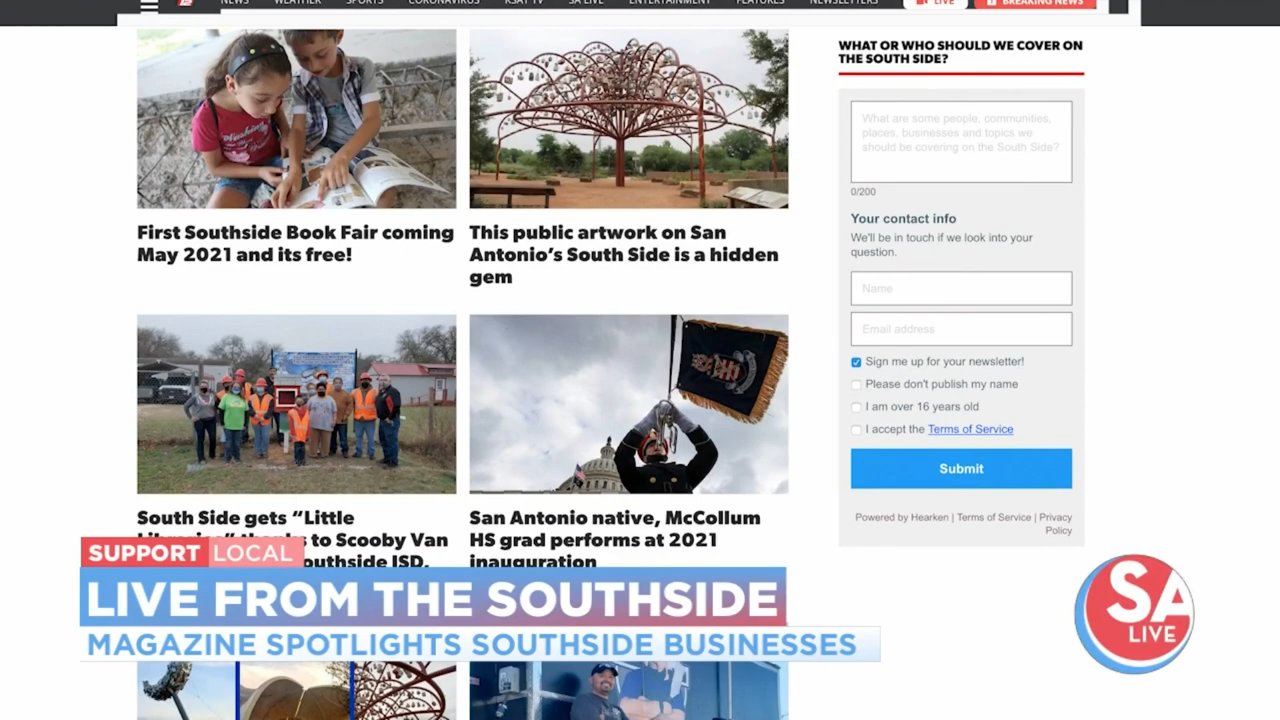 NEWS WEATHER SPORTS CORONAVIRUS KSAT TV SA LIVE ENTERTAINMENT FEATURES NEWSLETTERS LIVE BREAKING NEWS
First Southside Book Fair coming
May 2021 and its free!
This public artwork on San
Antonio's South Side is a hidden
gem
South Side gets “Little
to Scooby Van
outhside ISD,
San Antonio native, McCollum
HS grad performs at 2021
inauguration
WHAT OR WHO SHOULD WE COVER ON
THE SOUTH SIDE?
What are some people, communities,
places, businesses and topics we
should be covering on the South Side?
0/200
Your contact info
We'll be in touch if we look into your
question.
Name
Email address
Sign me up for your newsletter!
Please don't publish my name
I am over 16 years old
I accept the Terms of Service
Submit
Powered by Hearken | Terms of Service | Privacy
Policy
SUPPORT LOCAL
LIVE FROM THE SOUTHSIDE
MAGAZINE SPOTLIGHTS SOUTHSIDE BUSINESSES
SA
LIVE